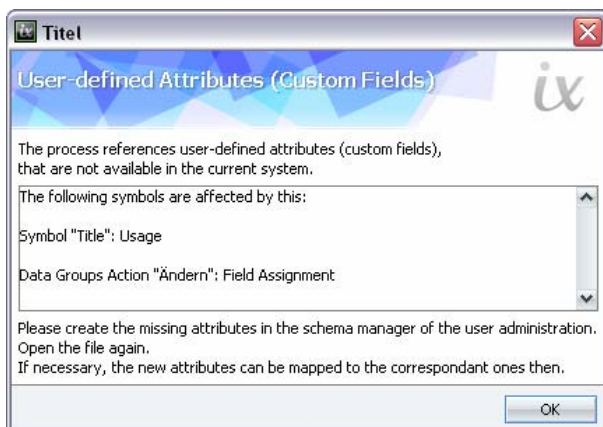 ix Titel
User-defined Attributes (Custom Fields)
ix
The process references user-defined attributes (custom fields),
that are not available in the current system.
The following symbols are affected by this:
Symbol "Title": Usage
Data Groups Action "Ändern": Field Assignment
Please create the missing attributes in the schema manager of the user administration.
Open the file again.
If necessary, the new attributes can be mapped to the correspondant ones then.
OK